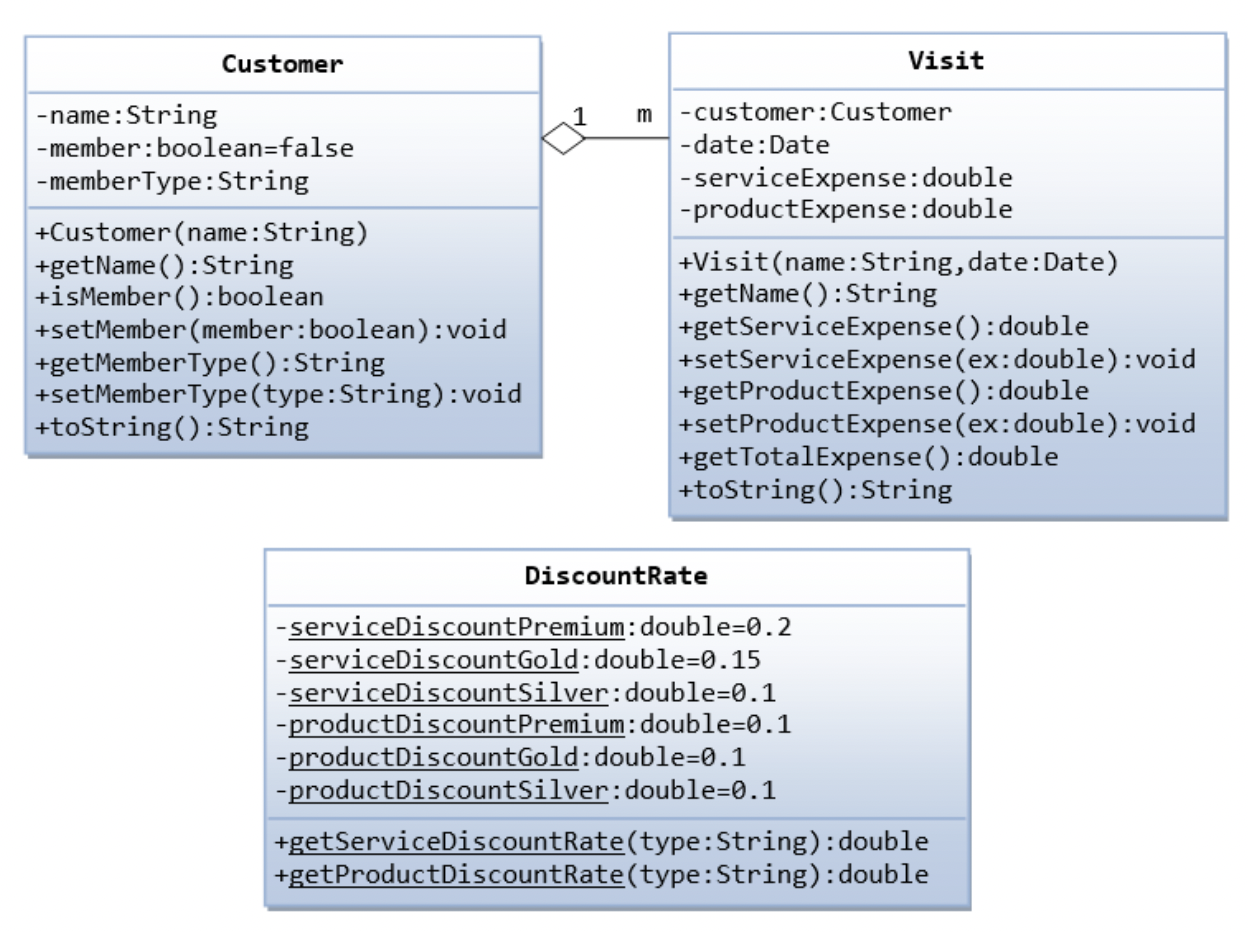 Customer
-name:String
-member:boolean=false
-memberType:String
+Customer(name:String)
+getName():String
+isMember():boolean
+setMember(member:boolean):void
+getMemberType():String
+setMemberType(type:String):void
+toString():String
1 m
Visit
-customer:Customer
-date:Date
-serviceExpense:double
-productExpense:double
+Visit(name:String,date:Date)
+getName():String
+getServiceExpense():double
+setServiceExpense(ex:double):void
+getProductExpense():double
+setProductExpense(ex:double):void
+getTotalExpense():double
+toString():String
DiscountRate
-serviceDiscountPremium:double=0.2
-serviceDiscountGold:double=0.15
-serviceDiscountSilver:double=0.1
-productDiscountPremium:double=0.1
-productDiscountGold:double=0.1
-productDiscountSilver:double=0.1
+getServiceDiscountRate(type:String):double
+getProductDiscountRate(type:String):double